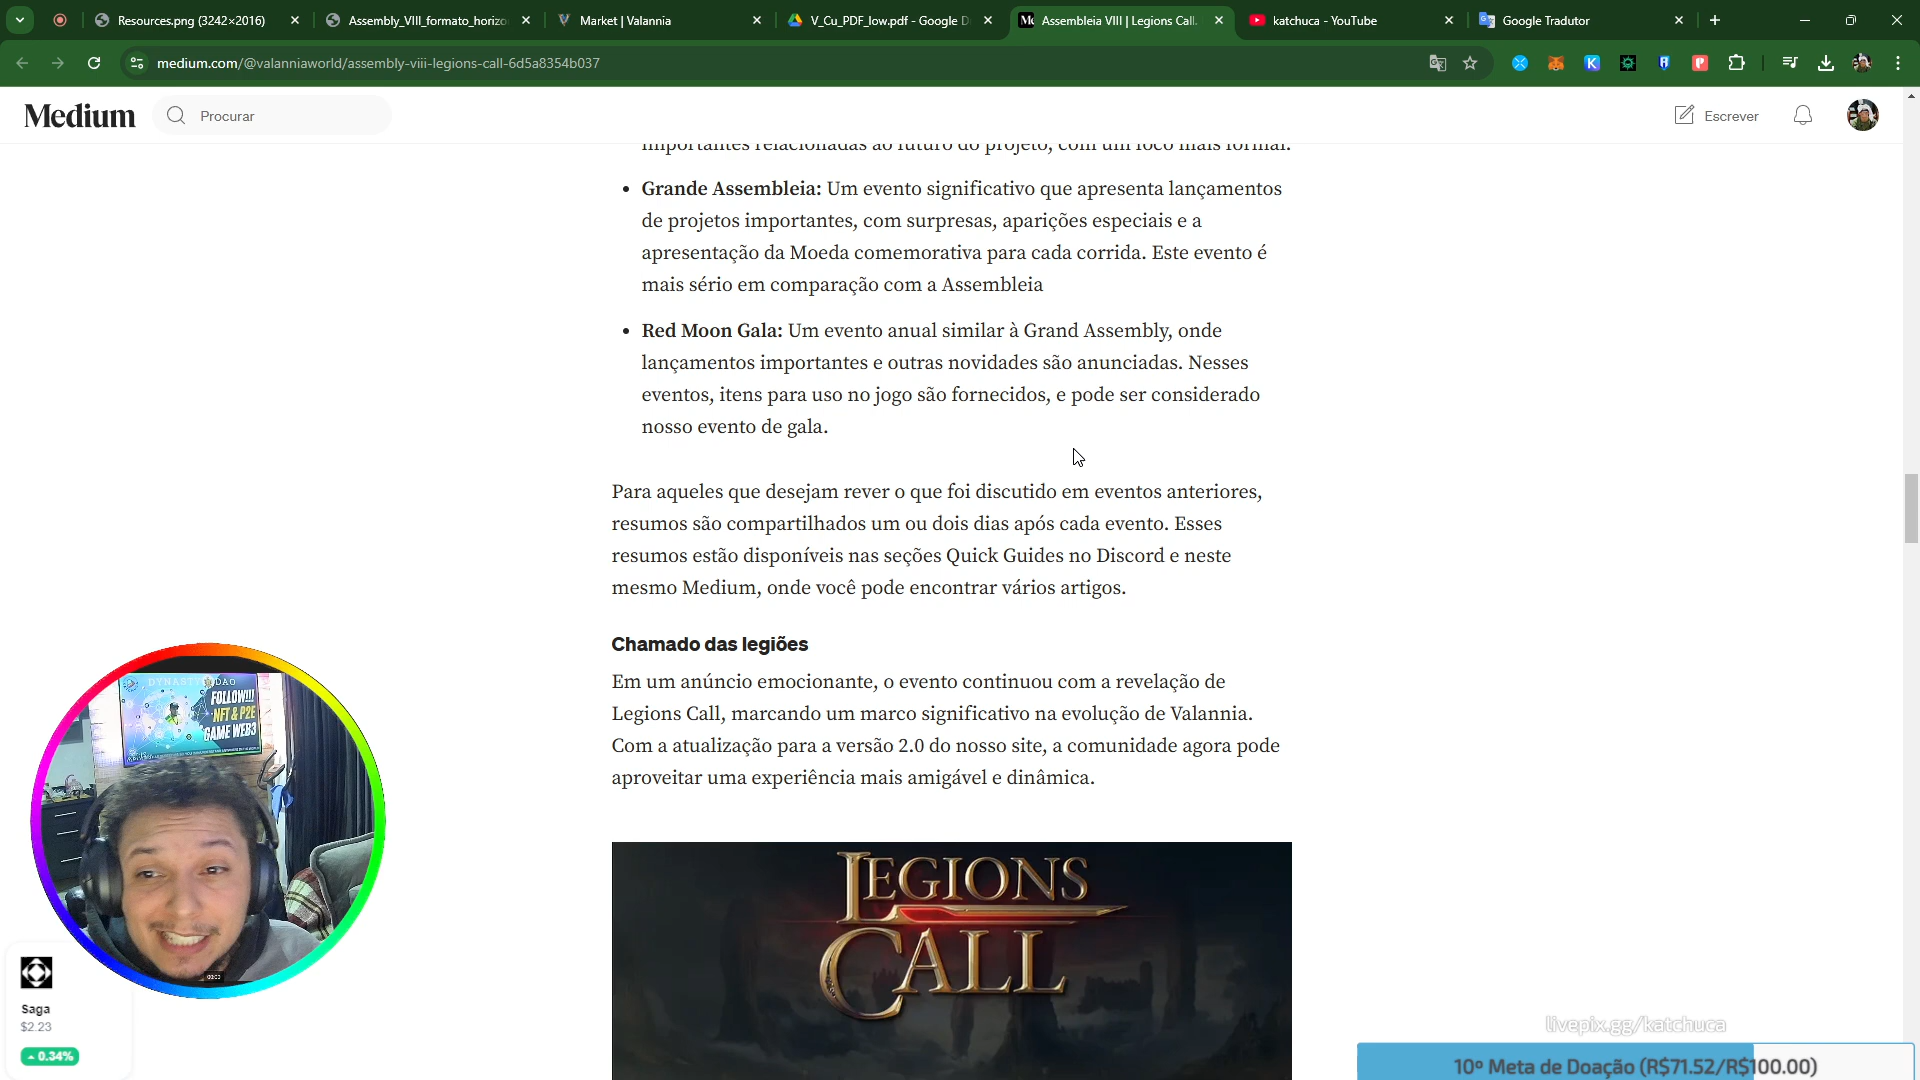 Resources.png (3242×2016)
Assembly_VIII_formato_horizo
Market | Valannia
V_Cu_PDF_low.pdf - Google D
Assembleia VIII | Legions Call.
katchuca - YouTube
Google Tradutor
medium.com/@valanniaworld/assembly-viii-legions-call-6d5a8354b037
Medium
Procurar
Escrever
importantes relacionadas ao futuro do projeto, com um foco mais formal.
• Grande Assembleia: Um evento significativo que apresenta lançamentos
de projetos importantes, com surpresas, aparições especiais e a
apresentação da Moeda comemorativa para cada corrida. Este evento é
mais sério em comparação com a Assembleia
• Red Moon Gala: Um evento anual similar à Grand Assembly, onde
lançamentos importantes e outras novidades são anunciadas. Nesses
eventos, itens para uso no jogo são fornecidos, e pode ser considerado
nosso evento de gala.
Para aqueles que desejam rever o que foi discutido em eventos anteriores,
resumos são compartilhados um ou dois dias após cada evento. Esses
resumos estão disponíveis nas seções Quick Guides no Discord e neste
mesmo Medium, onde você pode encontrar vários artigos.
Chamado das legiões
Em um anúncio emocionante, o evento continuou com a revelação de
Legions Call, marcando um marco significativo na evolução de Valannia.
Com a atualização para a versão 2.0 do nosso site, a comunidade agora pode
aproveitar uma experiência mais amigável e dinâmica.
LEGIONS
CALL
DYNASTY DAO
FOLLOW!!!
NFT & P2E
GAME WEB3
Saga
$2.23
0.34%
livepix.gg/katchuca
10º Meta de Doação (R$71.52/R$100.00)